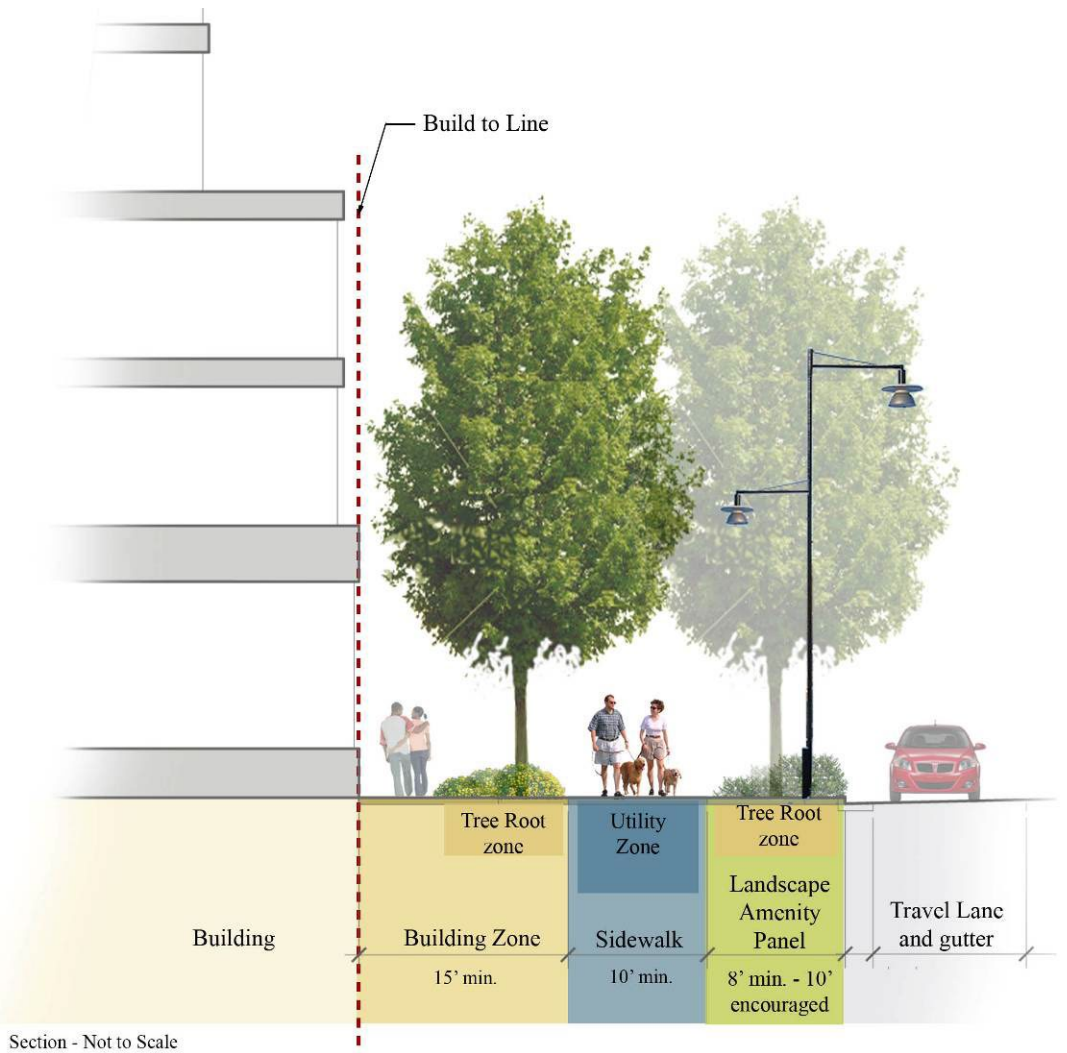 Build to Line
Tree Root
zone
Utility
Zone
Tree Root
zone
Building
Building Zone
15’ min.
Sidewalk
10’ min.
Landscape
Amenity
Panel
8’ min. - 10’
encouraged
Travel Lane
and gutter
Section - Not to Scale